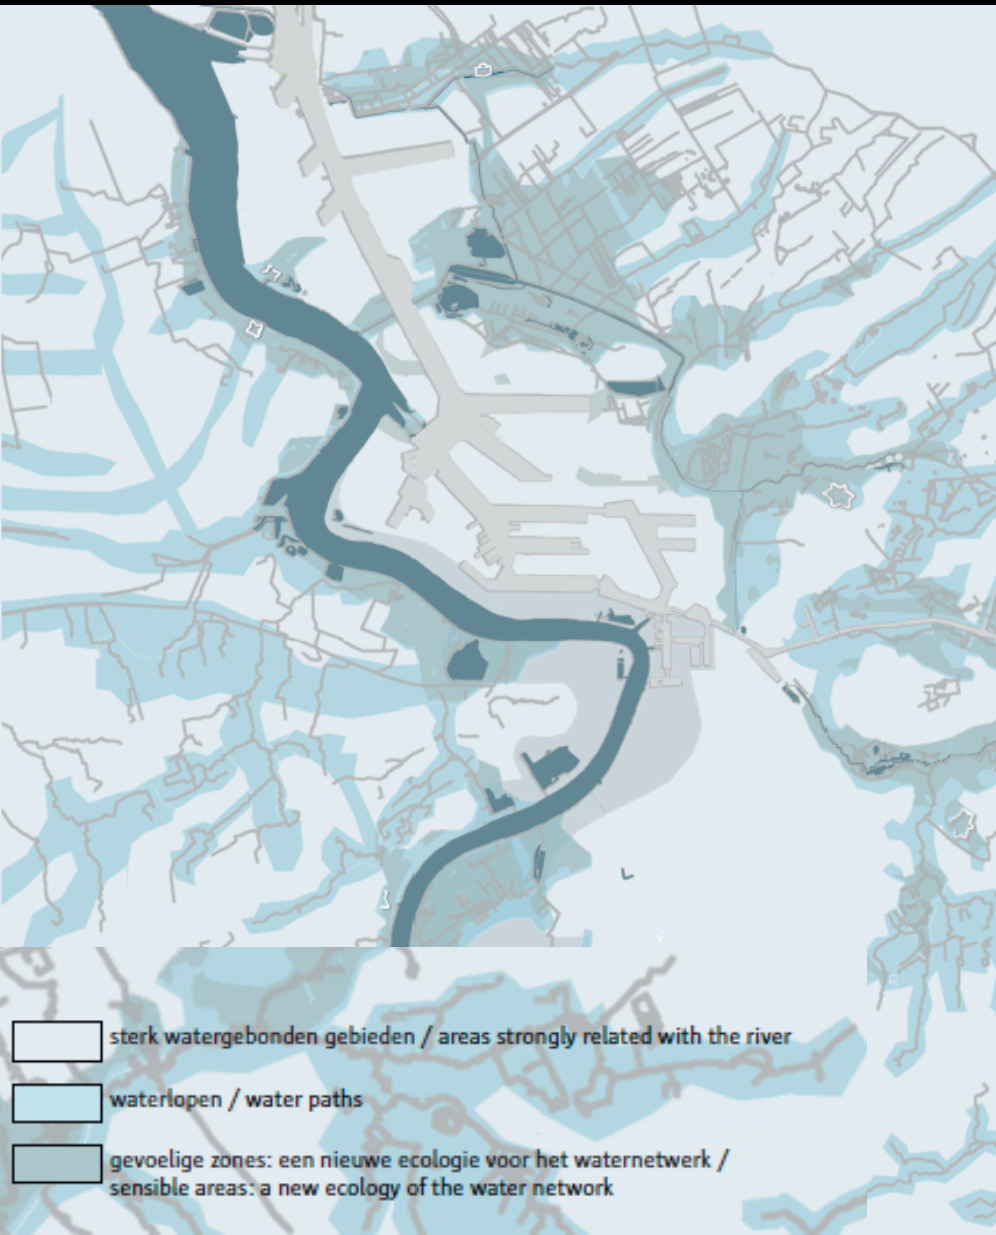 sterk watergebonden gebieden / areas strongly related with the river
waterlopen / water paths
gevoelige zones: een nieuwe ecologie voor het waternetwerk /
sensible areas: a new ecology of the water network